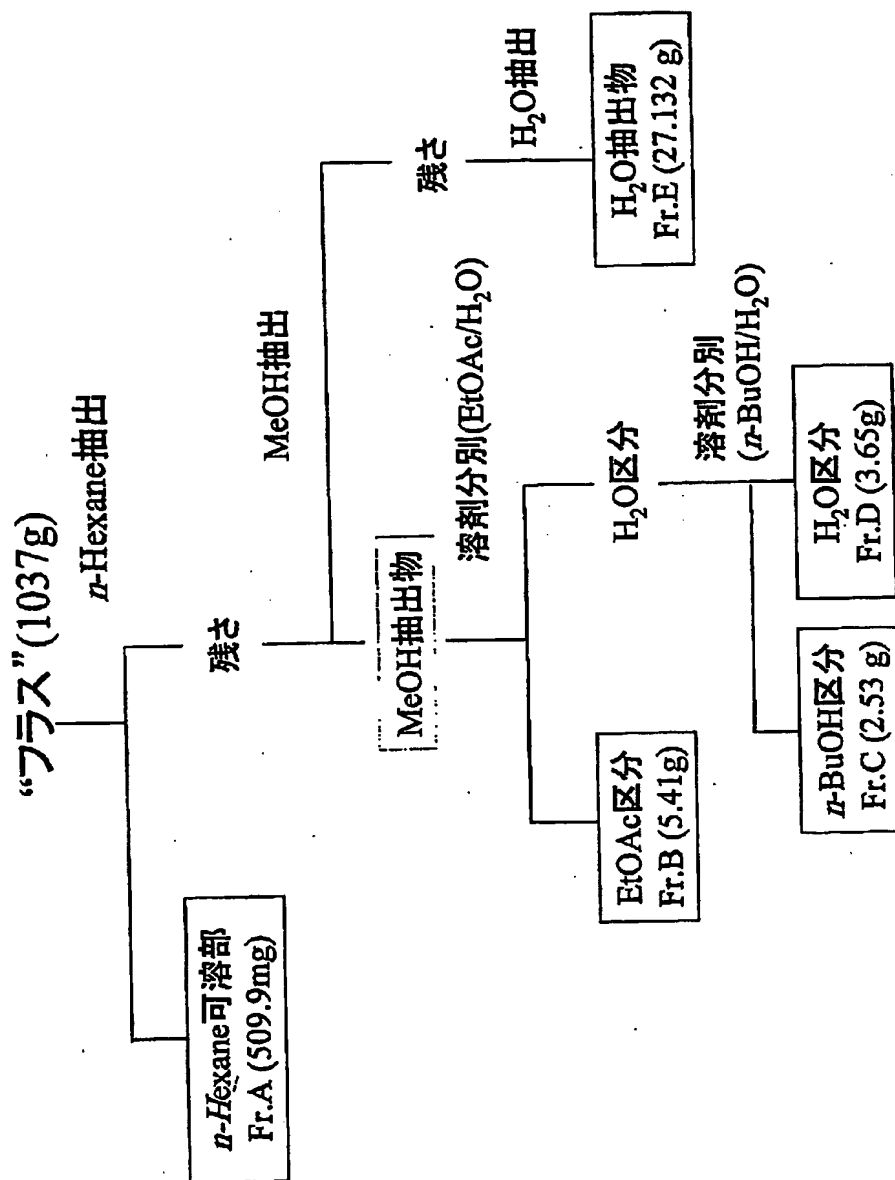 “フラス”(1037g)
n-Hexane抽出
n-Hexane可溶部
Fr.A (509.9mg)
残さ
MeOH抽出
MeOH抽出物
残さ
溶剤分別(EtOAc/H₂O)
H₂O抽出
EtOAc区分
Fr.B (5.41g)
H₂O区分
H₂O抽出物
Fr.E (27.132 g)
溶剤分別
(n-BuOH/H₂O)
n-BuOH区分
Fr.C (2.53 g)
H₂O区分
Fr.D (3.65g)